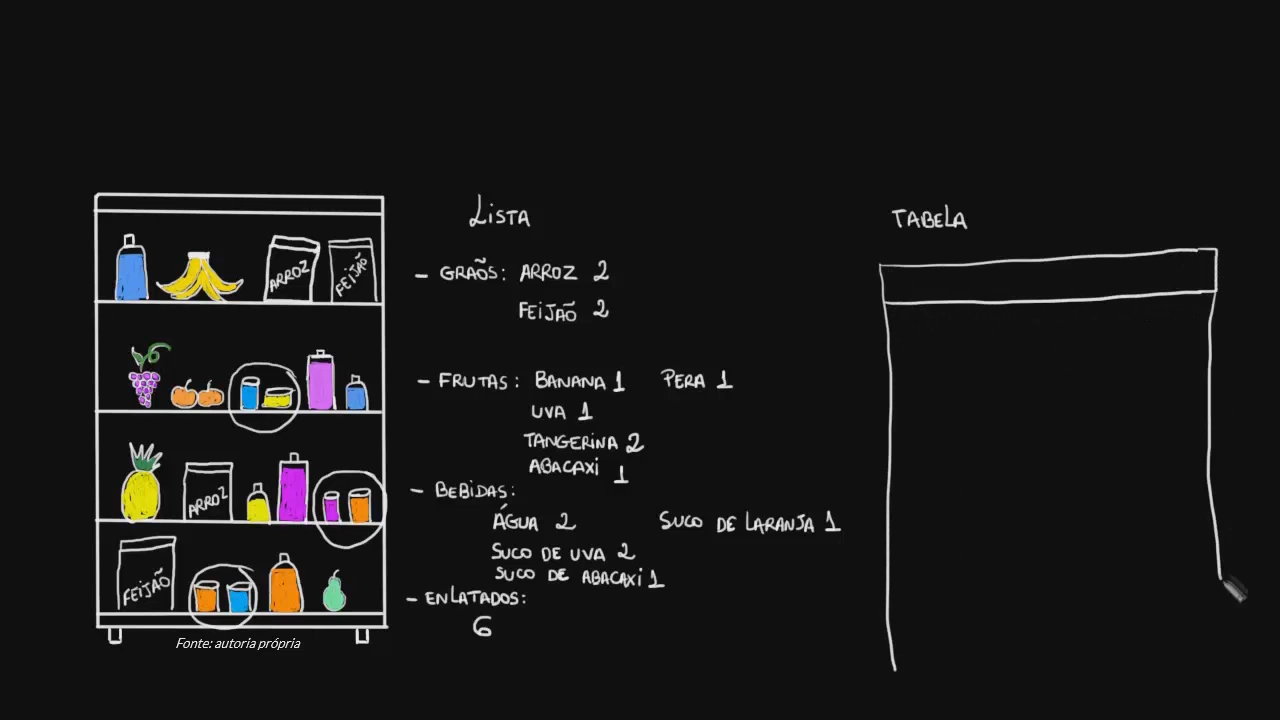 ARROZ
FEIJÃO
ARROZ
FEIJÃO
Fonte: autoria própria
LISTA
- GRAÕS: ARROZ 2
FEIJAÕ 2
- FRUTAS: BANANA 1 PERA 1
UVA 1
TANGERINA 2
ABACAXI 1
- BEBIDAS:
ÁGUA 2 SUCO DE LARANJA 1
SUCO DE UVA 2
SUCO DE ABACAXI 1
- ENLATADOS:
6
TABELA